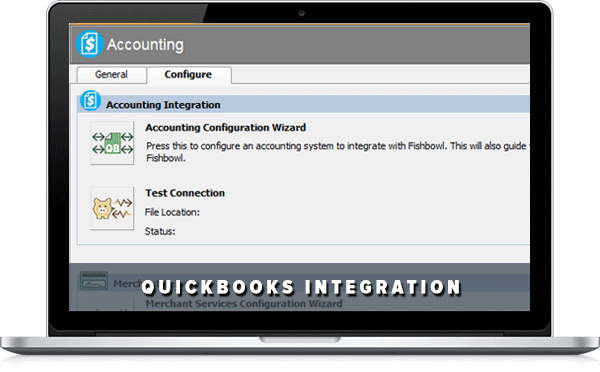 Accounting
General Configure
Accounting Integration
Accounting Configuration Wizard
Press this to configure an accounting system to integrate with Fishbowl. This will also guide
Fishbowl.
QB
Test Connection
File Location:
Status:
QUICKBOOKS INTEGRATION
Merchant Services Configuration Wizard